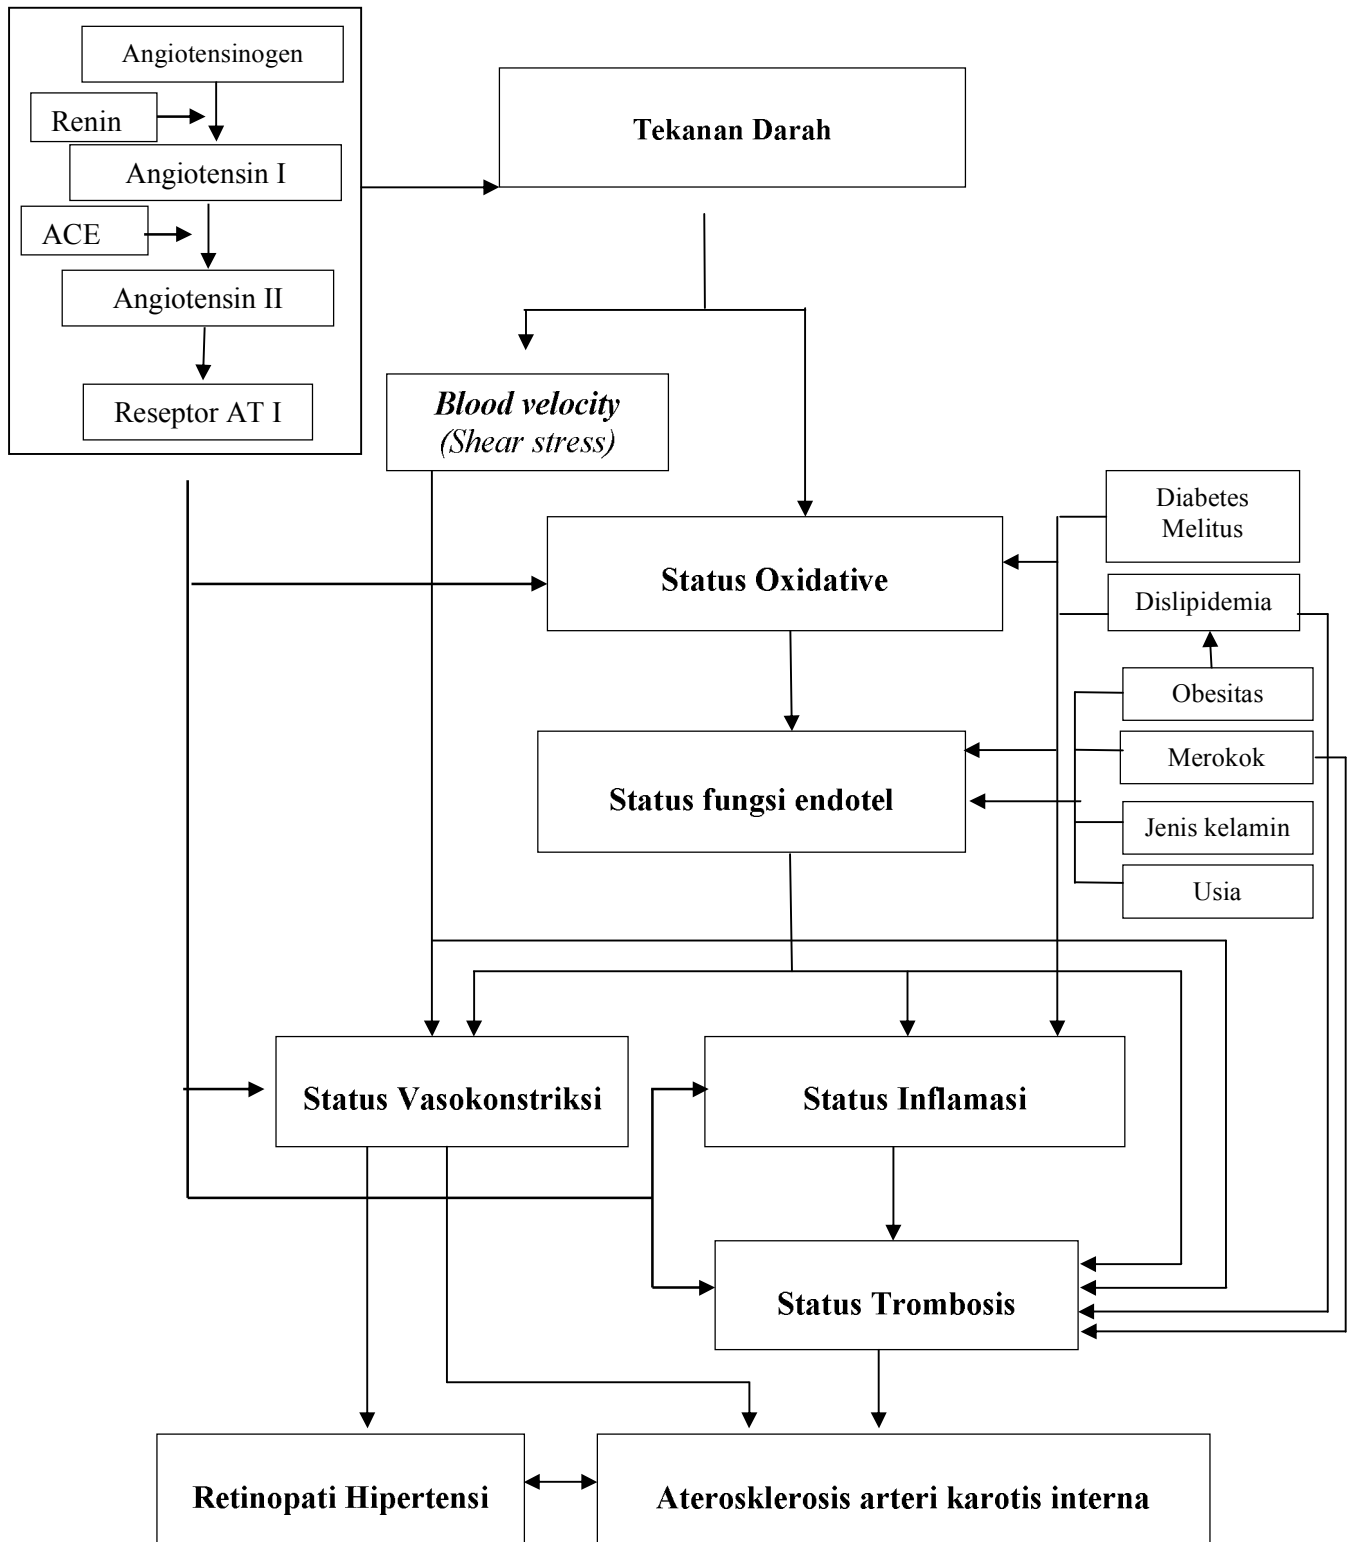 Angiotensinogen
Renin
Angiotensin I
ACE
Angiotensin II
Reseptor AT I
Tekanan Darah
Blood velocity
(Shear stress)
Status Oxidative
Diabetes
Melitus
Dislipidemia
Obesitas
Merokok
Jenis kelamin
Usia
Status fungsi endotel
Status Vasokonstriksi
Status Inflamasi
Status Trombosis
Retinopati Hipertensi
Aterosklerosis arteri karotis interna